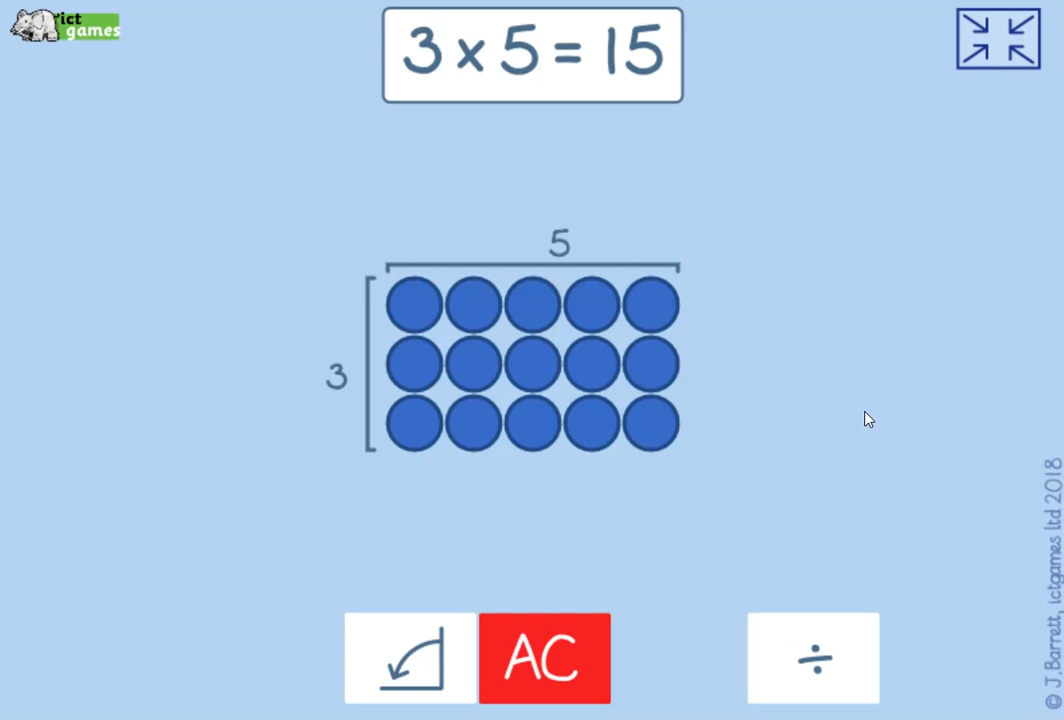 ict
games
3 × 5 = 15
5
3
AC
÷
© J.Barrett, ictgames ltd 2018